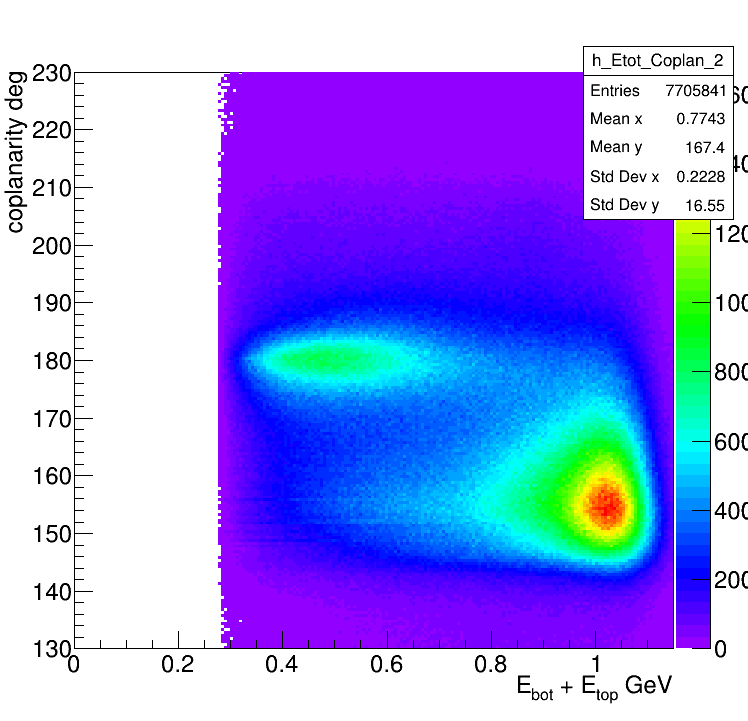 h_Etot_Coplan_2
Entries 7705841
Mean x 0.7743
Mean y 167.4
Std Dev x 0.2228
Std Dev y 16.55
coplanarity deg
230
220
210
200
190
180
170
160
150
140
130
0 0.2 0.4 0.6 0.8 1
E_bot + E_top GeV
120
100
800
600
400
200
0